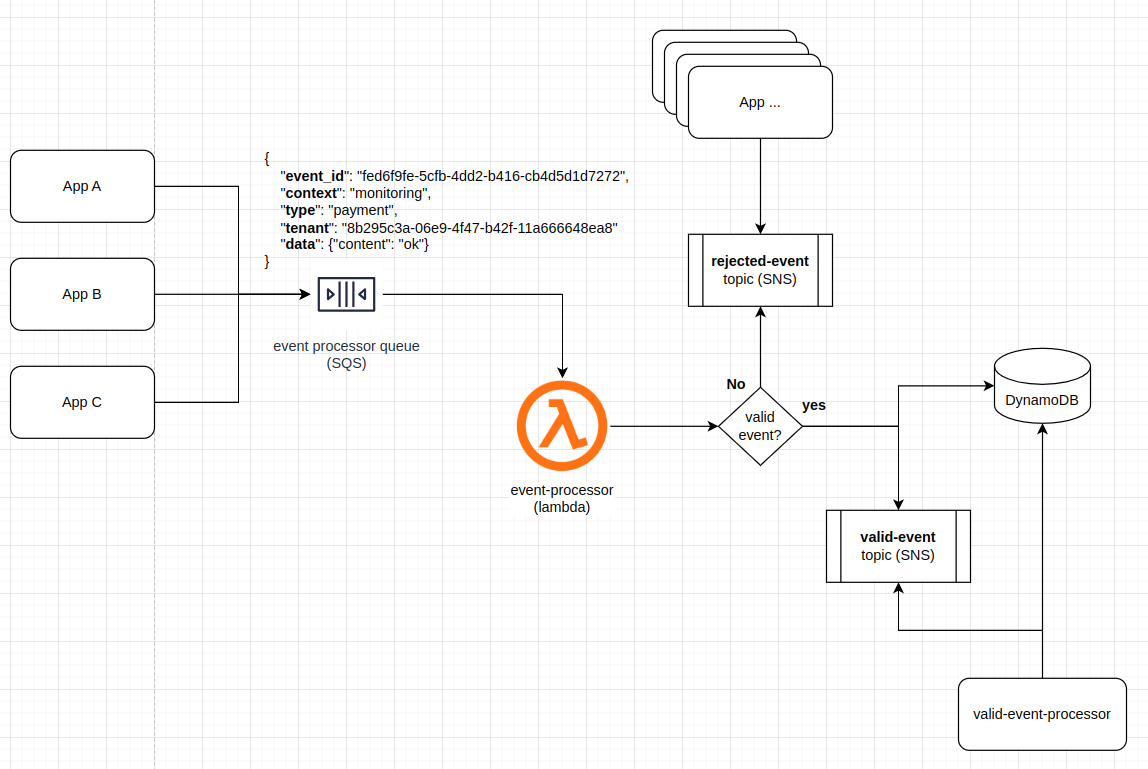 App ...
App A
{
"event_id": "fed6f9fe-5cfb-4dd2-b416-cb4d5d1d7272",
"context": "monitoring",
"type": "payment",
"tenant": "8b295c3a-06e9-4f47-b42f-11a666648ea8"
"data": {"content": "ok"}
}
App B
event processor queue
(SQS)
App C
rejected-event
topic (SNS)
No
valid
event?
yes
DynamoDB
event-processor
(lambda)
valid-event
topic (SNS)
valid-event-processor